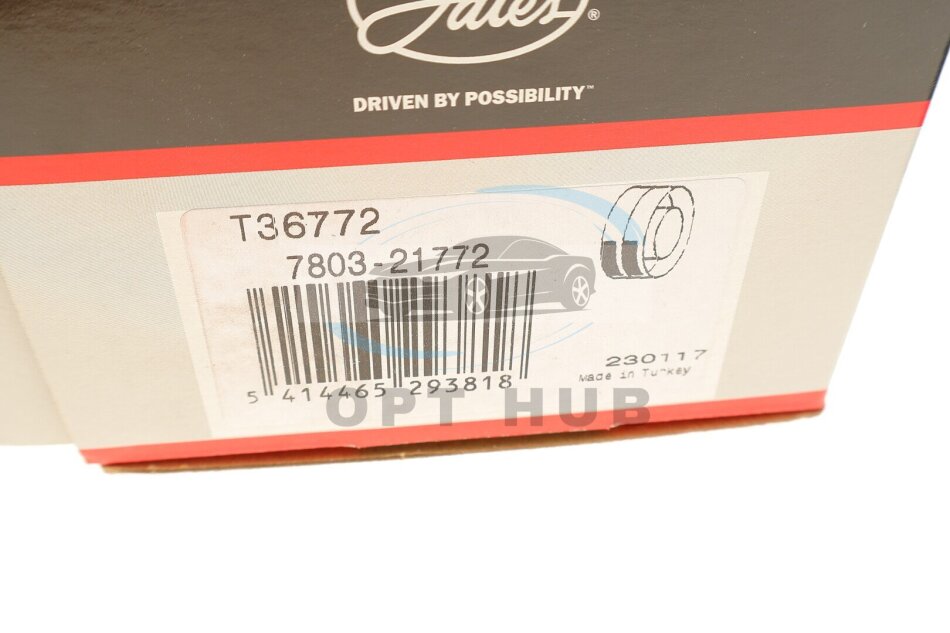 Gates®
DRIVEN BY POSSIBILITY™
T36772
7803-21772
5 414465 293818
230117
Made in Turkey
OPT HUB